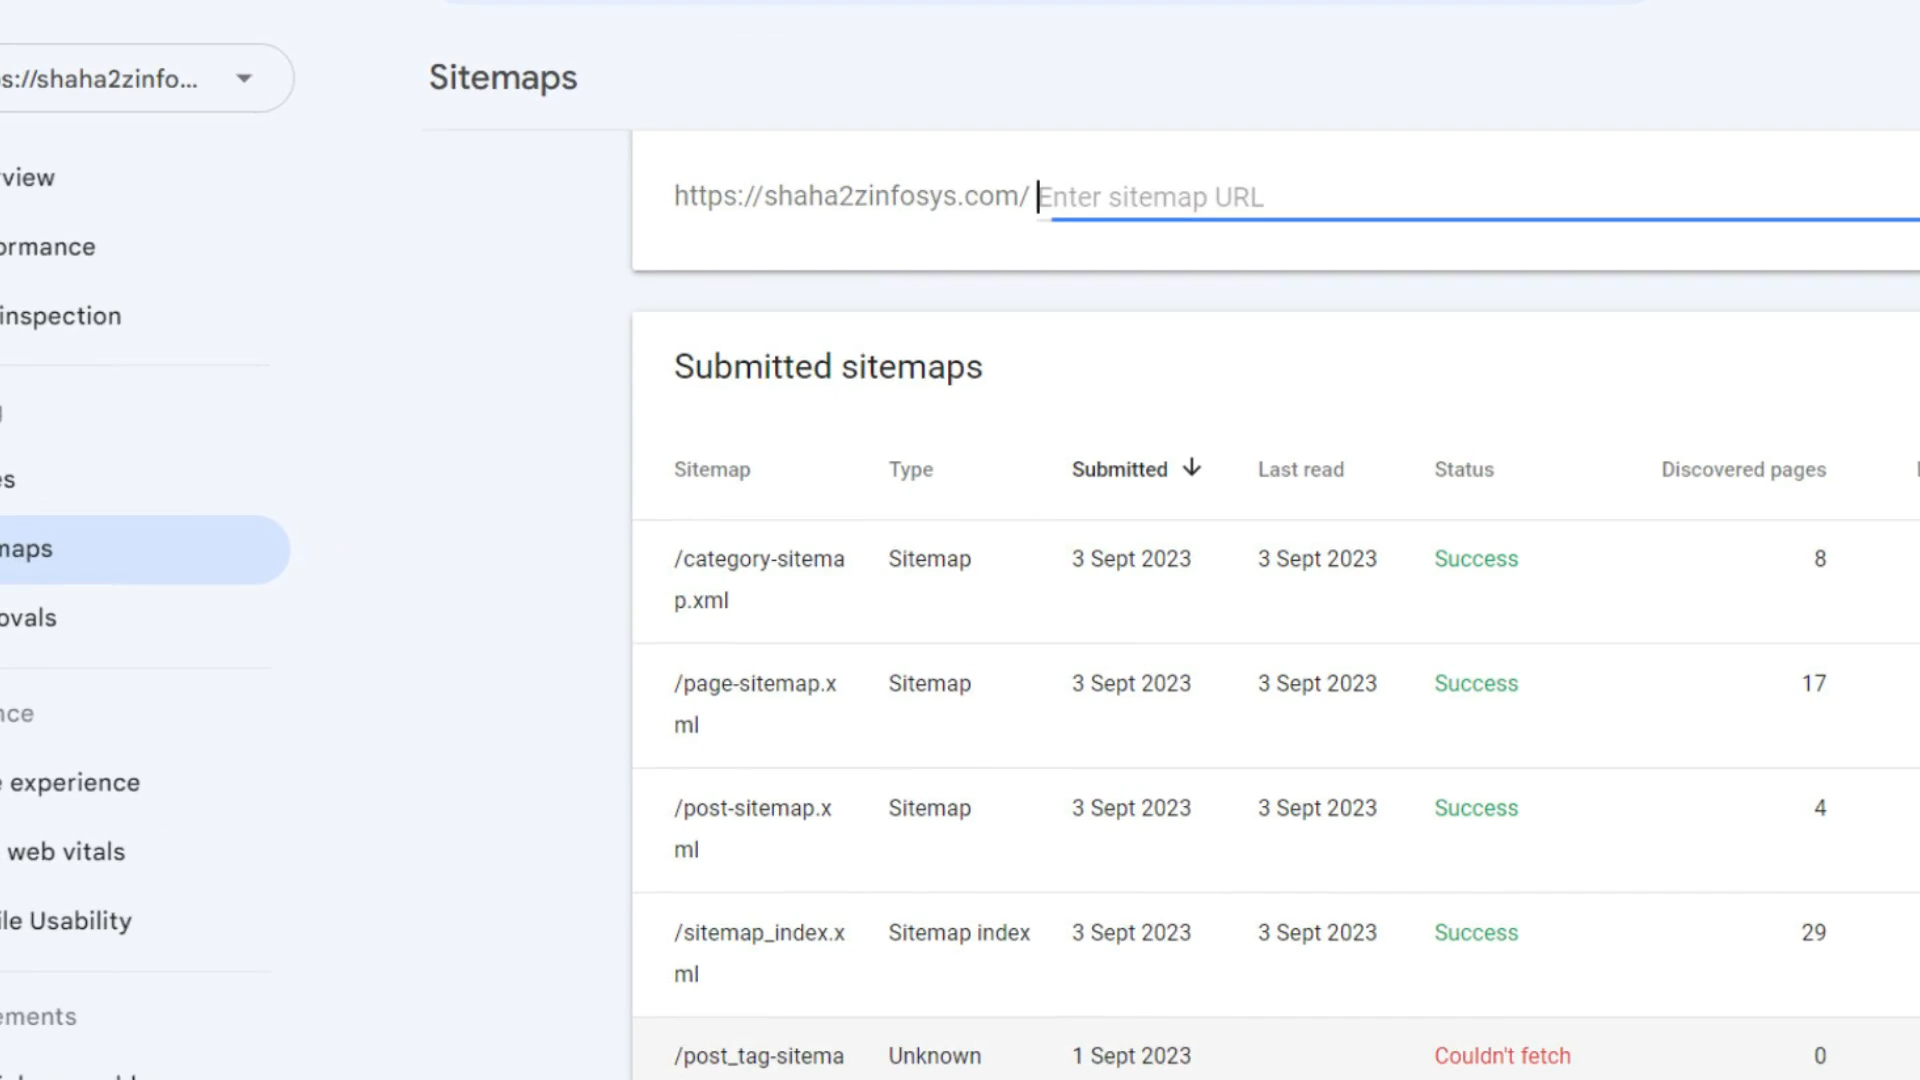 s://shaha2zinfo...
Sitemaps
view
ormance
inspection
es
maps
ovals
nce
e experience
web vitals
ile Usability
ements
https://shaha2zinfosys.com/ Enter sitemap URL
Submitted sitemaps
Sitemap Type Submitted Last read Status Discovered pages
/category-sitema Sitemap 3 Sept 2023 3 Sept 2023 Success 8
p.xml
/page-sitemap.x Sitemap 3 Sept 2023 3 Sept 2023 Success 17
ml
/post-sitemap.x Sitemap 3 Sept 2023 3 Sept 2023 Success 4
ml
/sitemap_index.x Sitemap index 3 Sept 2023 3 Sept 2023 Success 29
ml
/post_tag-sitema Unknown 1 Sept 2023 Couldn't fetch 0